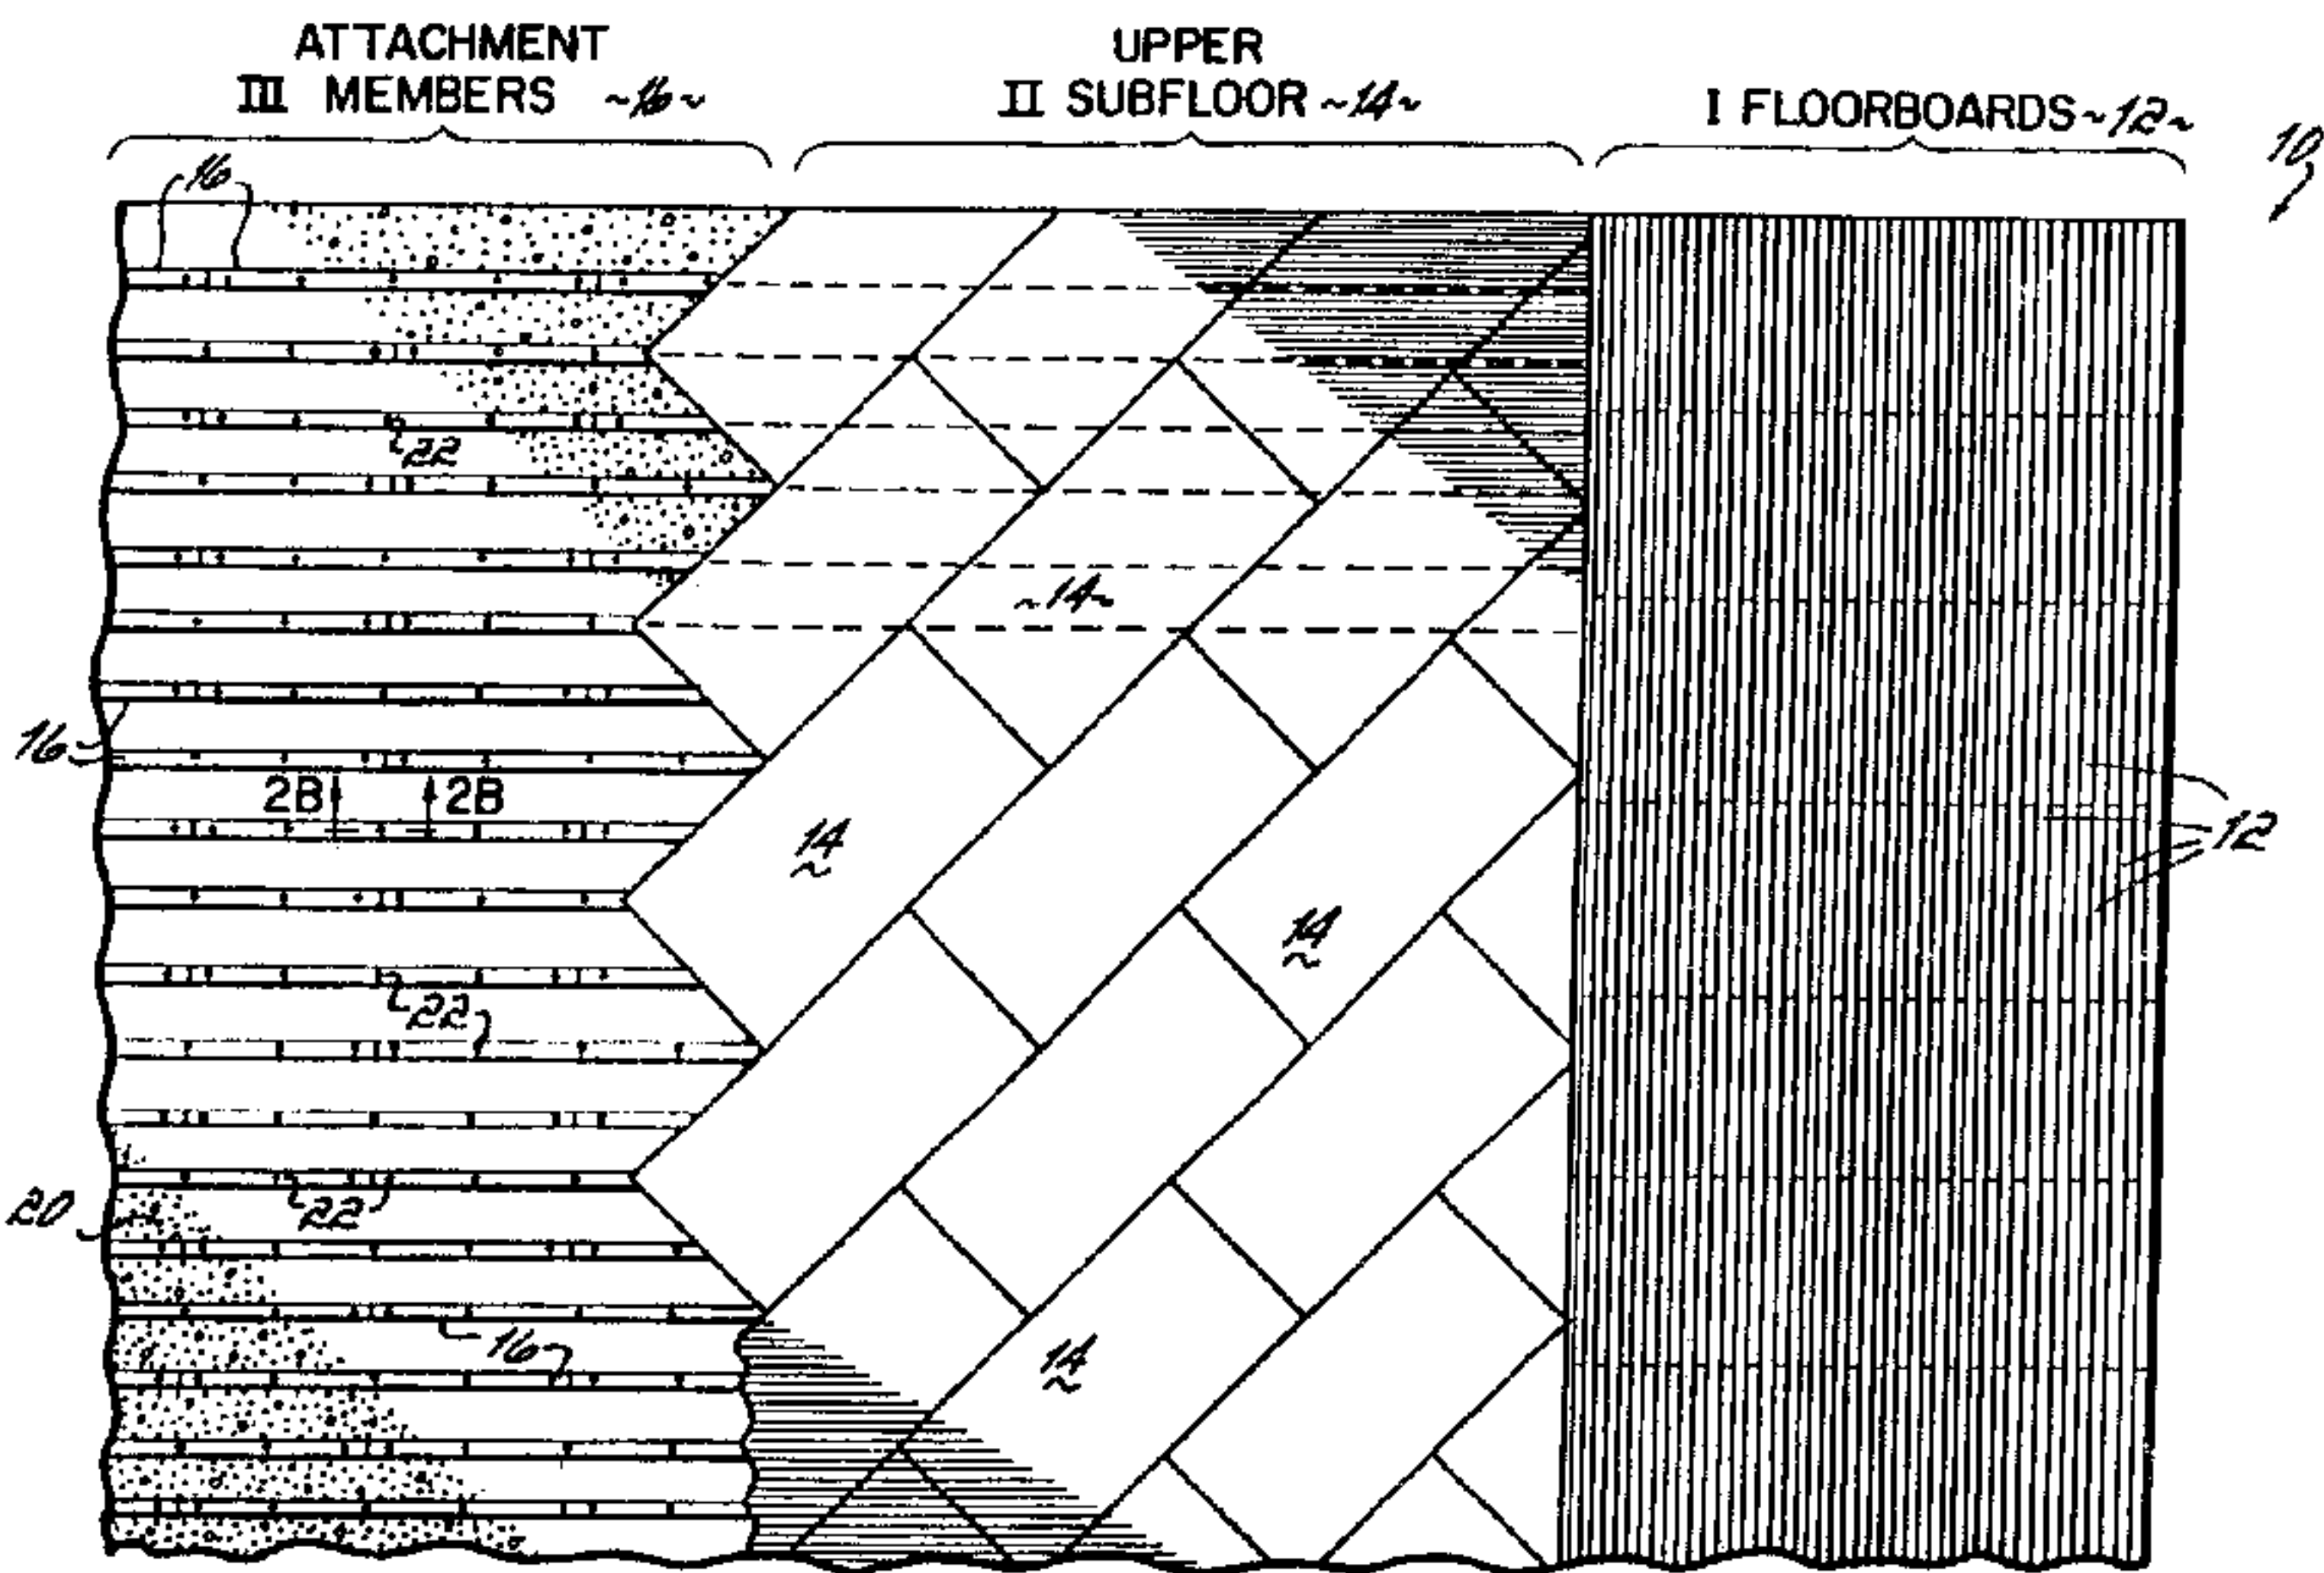 ATTACHMENT
III MEMBERS ~16~
UPPER
II SUBFLOOR ~14~
I FLOORBOARDS ~12~
10
16
22
~14~
16
2B 2B
14
12
14
22
22
20
16
14